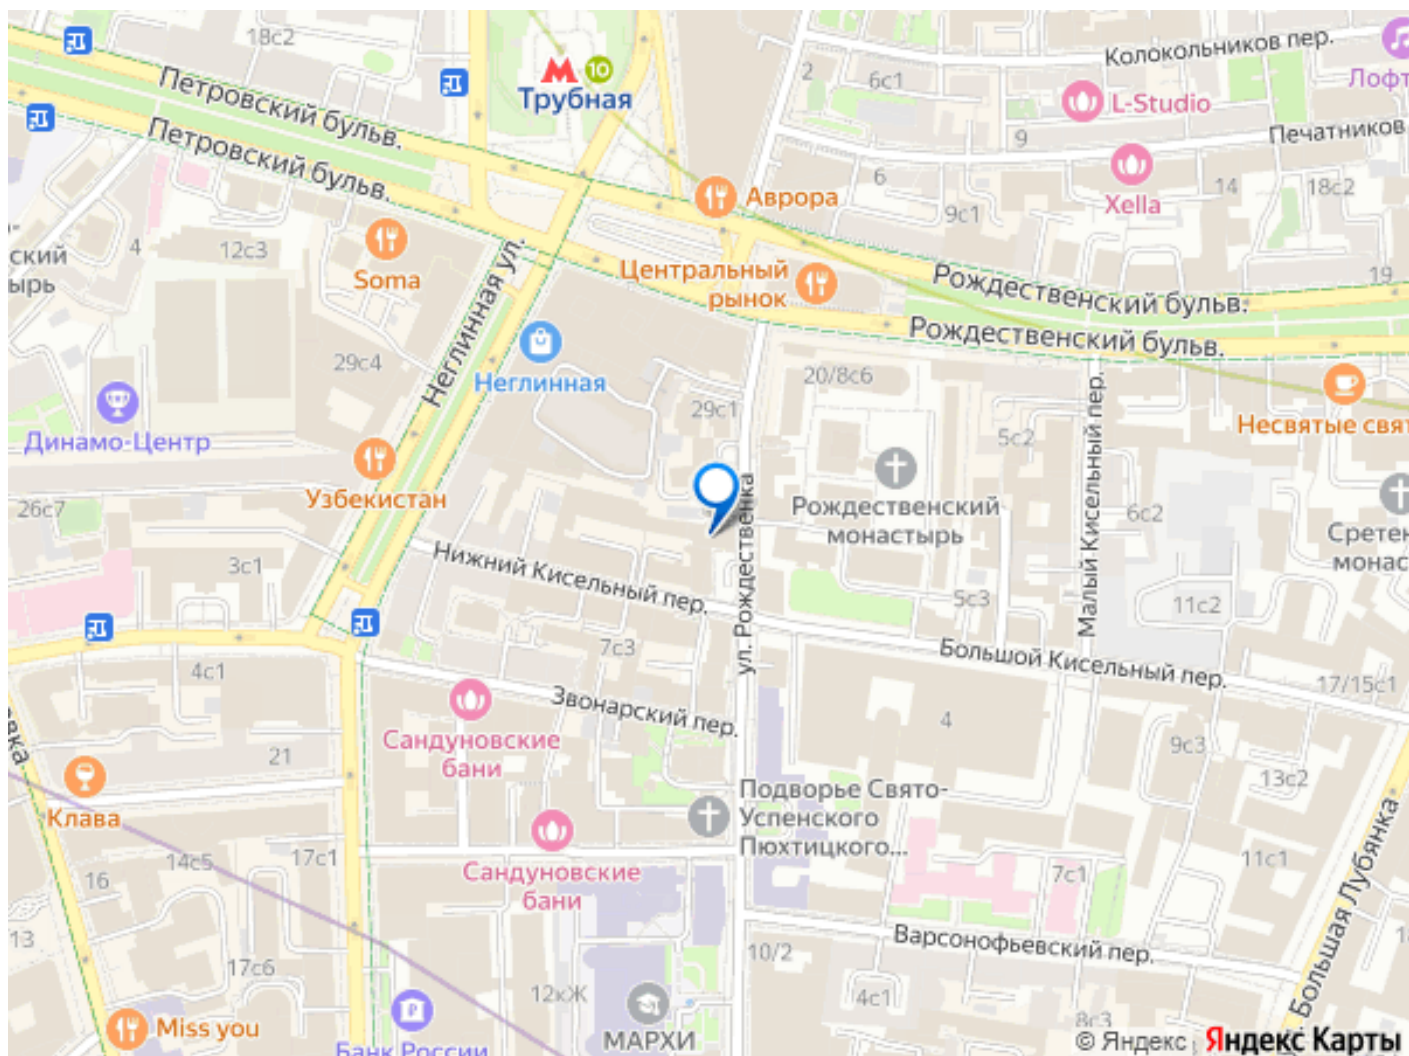 18с2
Колокольников пер.
10
Трубная
2
6с1
Лофт
L-Studio
Петровский бульв.
Петровский бульв.
9
Печатников
Аврора
6
14
18с2
Xella
9с1
ский
ырь
4
12с3
Soma
Неглинная ул.
Центральный
рынок
Рождественский бульв.
19
Рождественский бульв.
29с4
Неглинная
20/8с6
29с1
Малый Кисельный пер.
Несвятые свят
Динамо-Центр
5с2
Узбекистан
26с7
ул. Рождественка
Рождественский
монастырь
6с2
Сретен
монас
Нижний Кисельный пер.
3с1
5с3
11с2
7с3
Большой Кисельный пер.
4с1
17/15с1
Звонарский пер.
4
Сандуновские
бани
9с3
21
вка
13с2
Клава
Подворье Свято-
Успенского
Пюхтицкого...
14с5
17с1
16
Сандуновские
бани
11с1
7с1
Большая Лубянка
13
Варсонофьевский пер.
10/2
17с6
12кЖ
4с1
Miss you
МАРХИ
8с3
Банк России
© Яндекс
Яндекс Карты